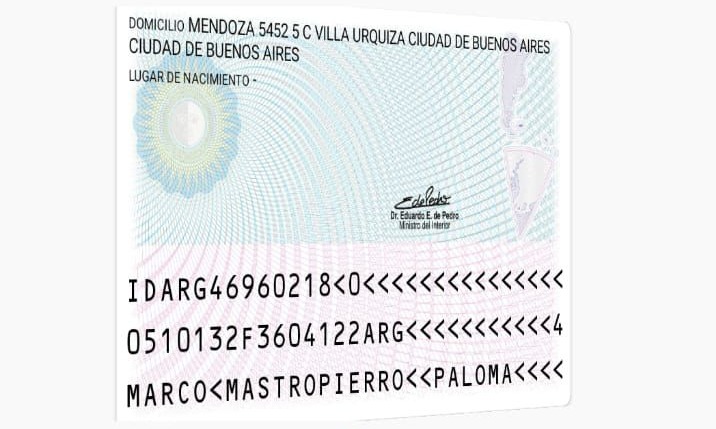 DOMICILIO MENDOZA 5452 5 C VILLA URQUIZA CIUDAD DE BUENOS AIRES
CIUDAD DE BUENOS AIRES
LUGAR DE NACIMIENTO -
Dr. Eduardo E. de Pedro
Ministro del Interior
IDARG46960218<0<<<<<<<<<<<<<<<
0510132F3604122ARG<<<<<<<<<<<4
MARCO<MASTROPIERRO<<PALOMA<<<<